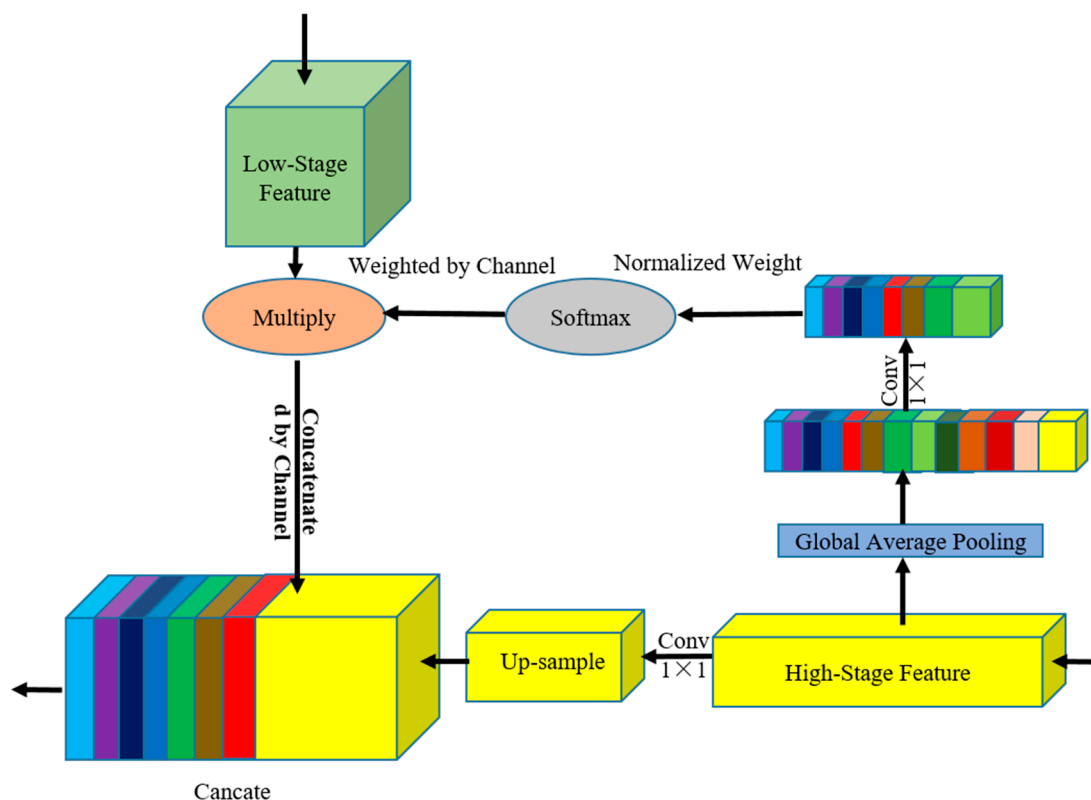 Low-Stage
Feature
Weighted by Channel
Normalized Weight
Multiply
Softmax
Conv
1×1
Concatenate
d by Channel
Global Average Pooling
Conv
1×1
Up-sample
High-Stage Feature
Cancate